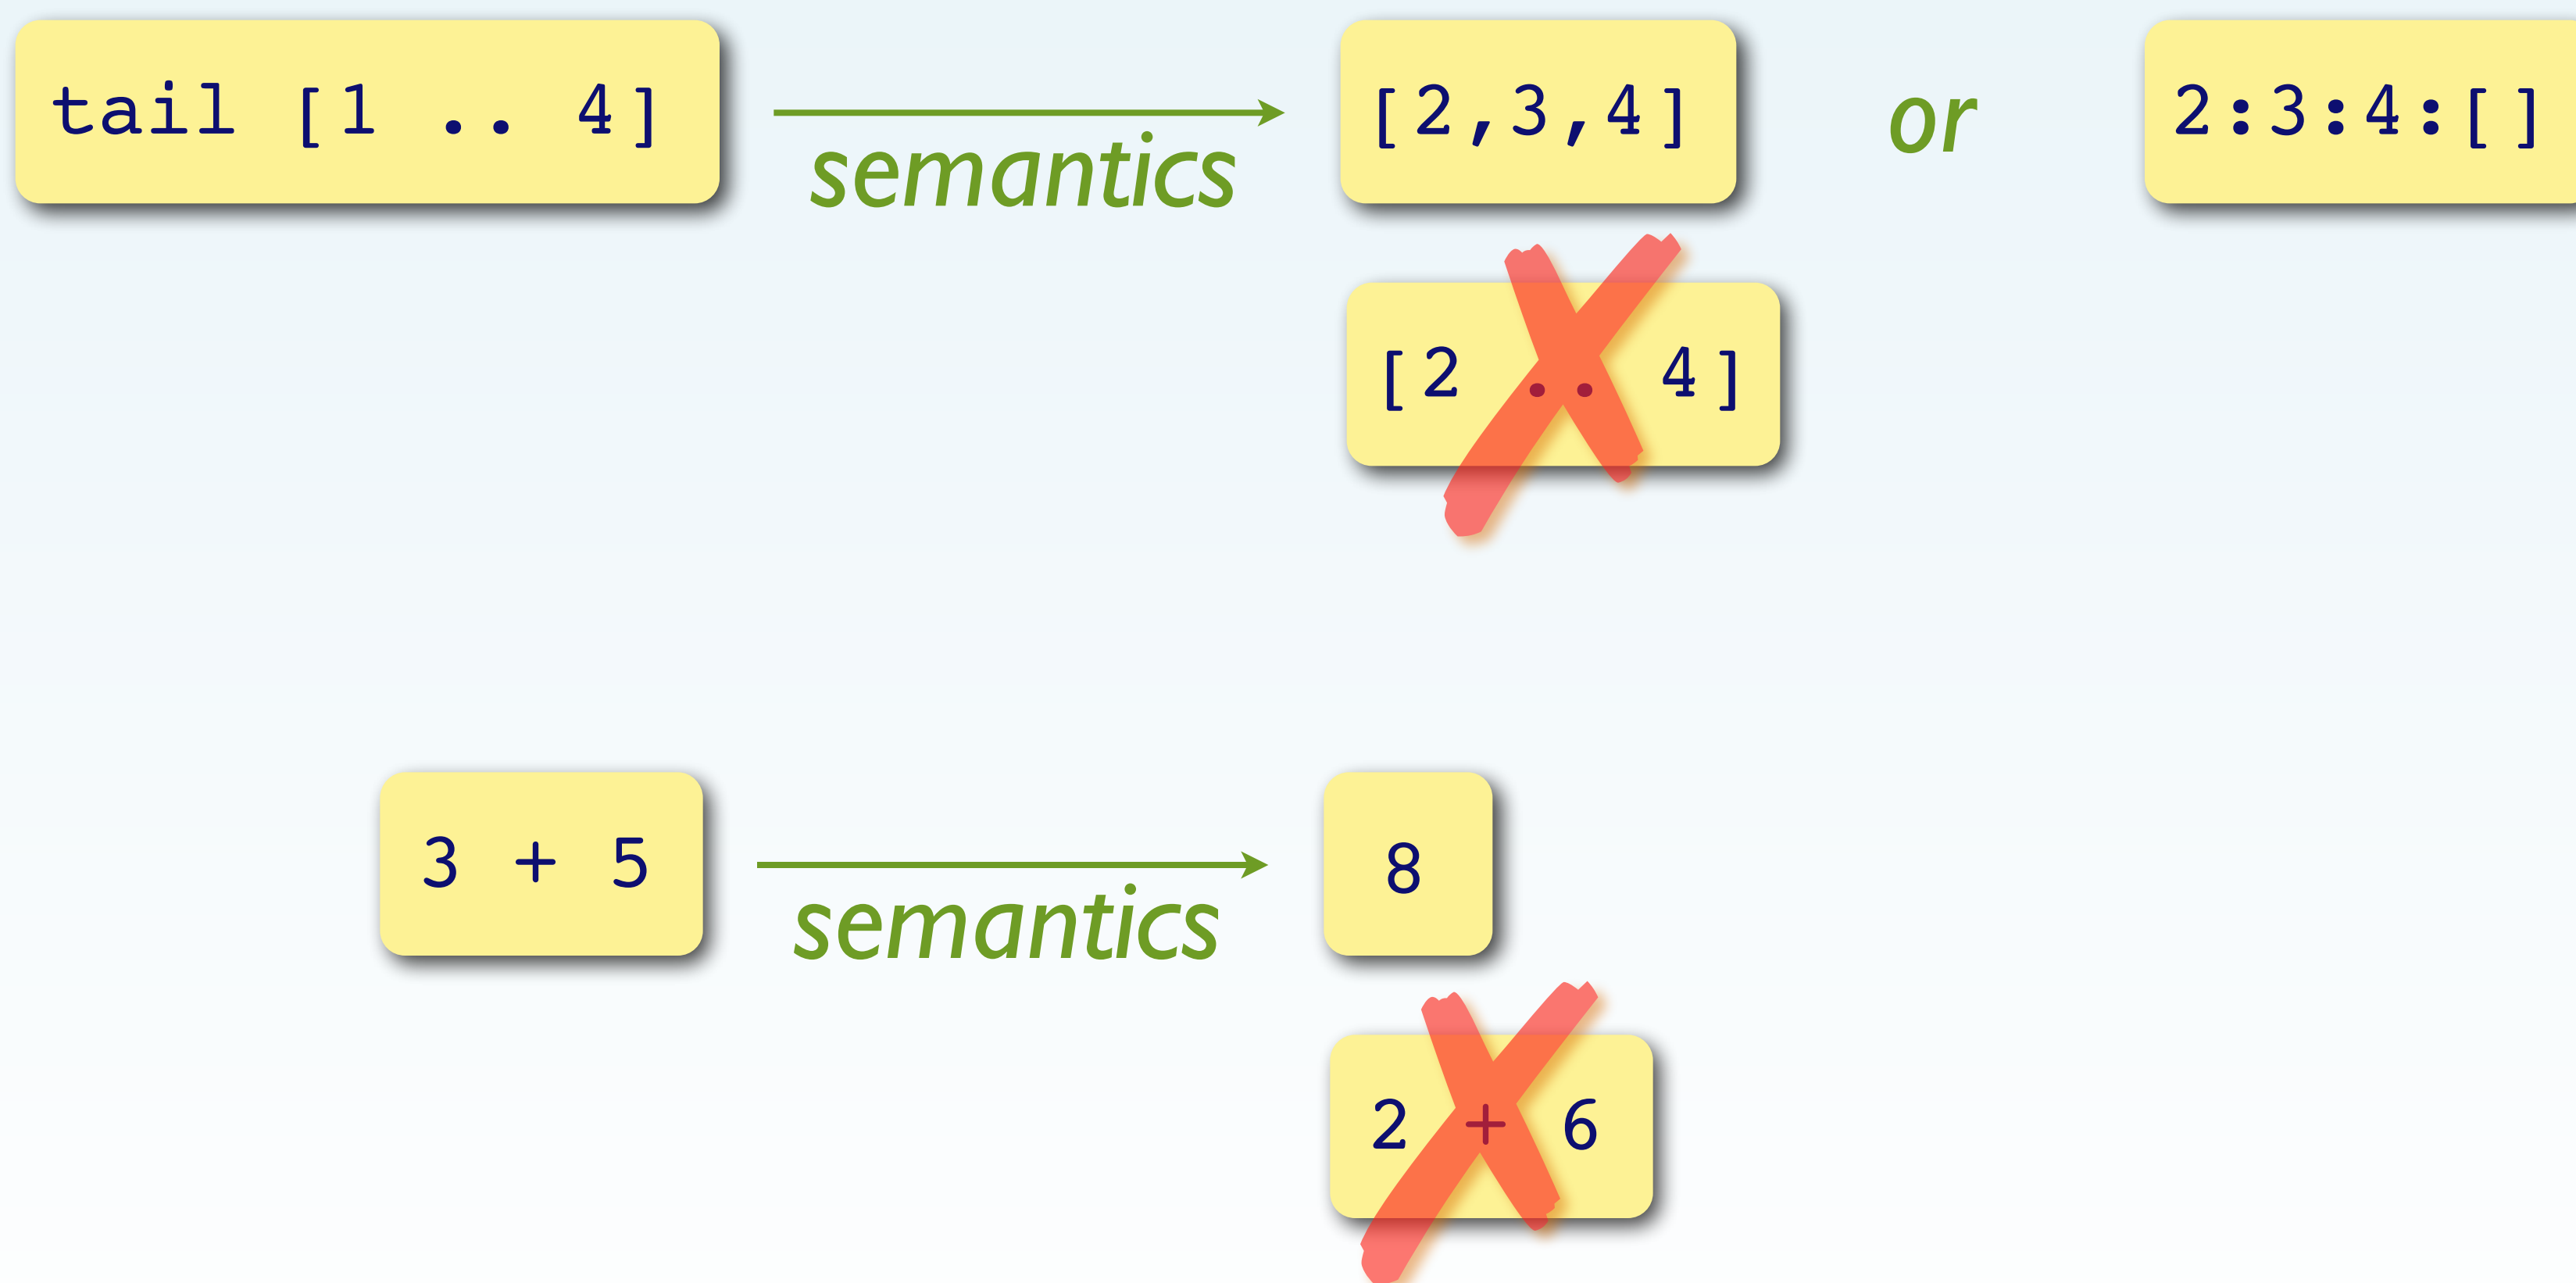 tail [1 .. 4]
semantics
[2,3,4]
or
2:3:4:[]
[2 .. 4]
3 + 5
semantics
8
2 + 6